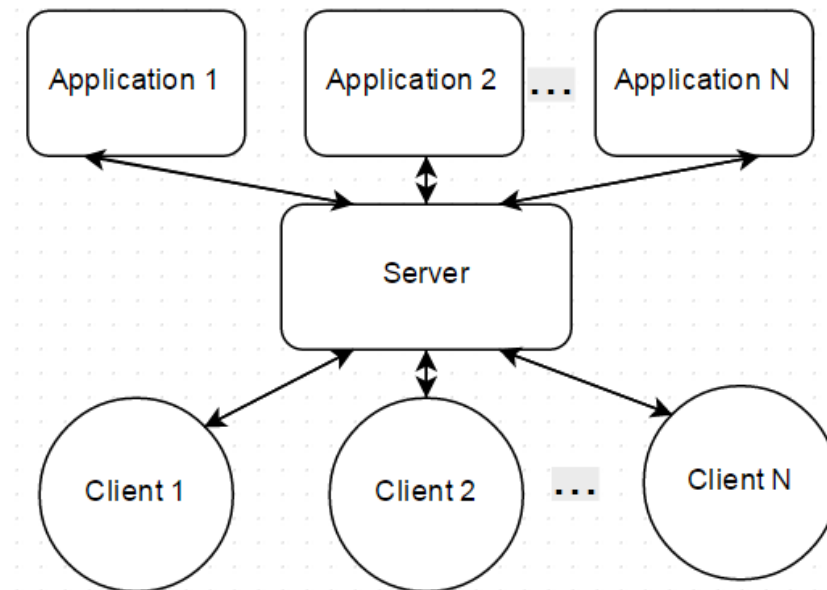 Application 1
Application 2
...
Application N
Server
Client 1
Client 2
...
Client N